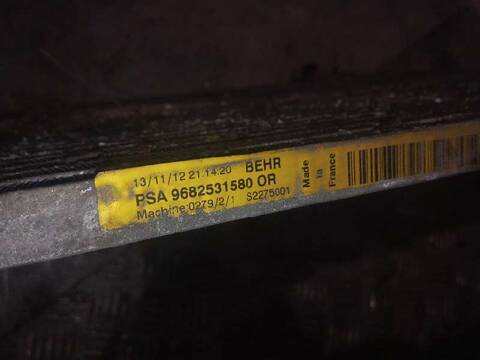 13/11/12 21.14.20 BEHR
PSA 9682531580 OR
Machine:0279/2/1 S2275001
Made
in
France